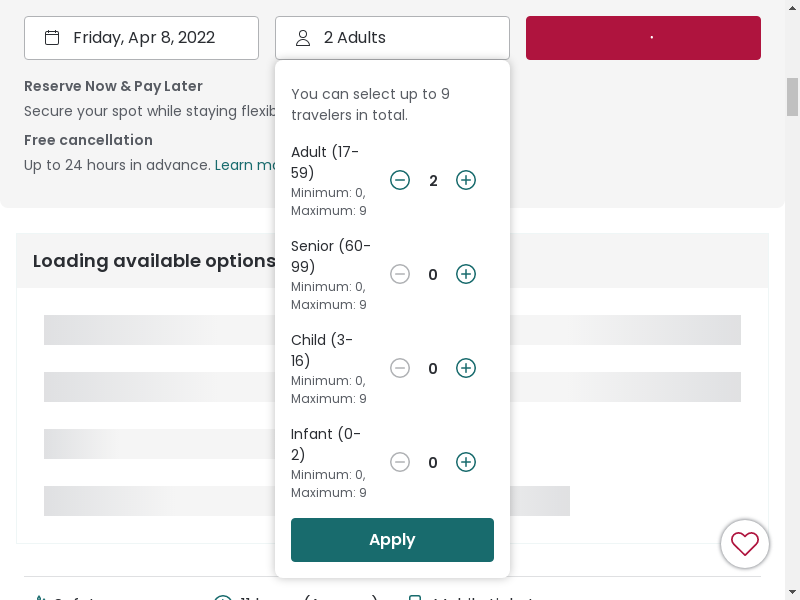 Friday, Apr 8, 2022
2 Adults
Reserve Now & Pay Later
Secure your spot while staying flexib
Free cancellation
Up to 24 hours in advance. Learn mo
You can select up to 9
travelers in total.
Adult (17-
59)
Minimum: 0,
Maximum: 9
2
Senior (60-
99)
Minimum: 0,
Maximum: 9
0
Child (3-
16)
Minimum: 0,
Maximum: 9
0
Infant (0-
2)
Minimum: 0,
Maximum: 9
0
Apply
Loading available options